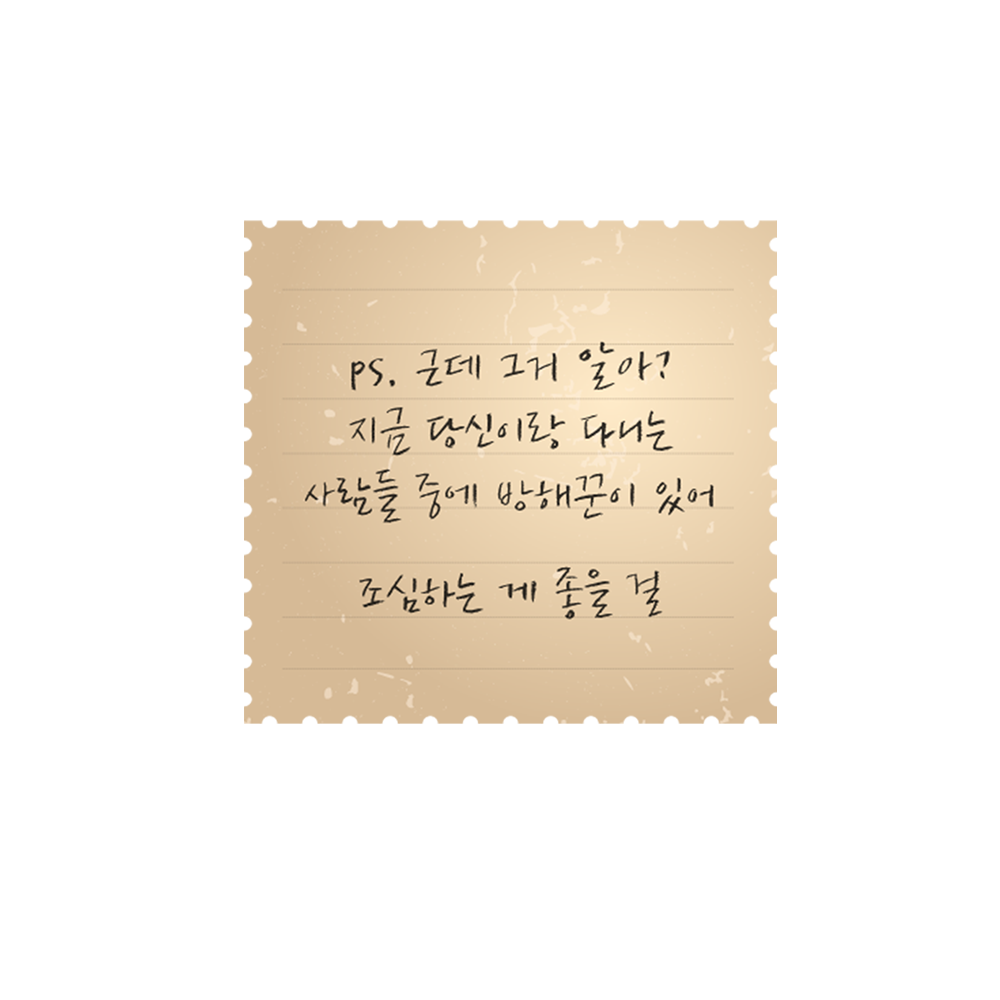 ps. 근데 그거 알아?
지금 당신이랑 다니는
사람들 중에 방해꾼이 있어
조심하는 게 좋을 걸